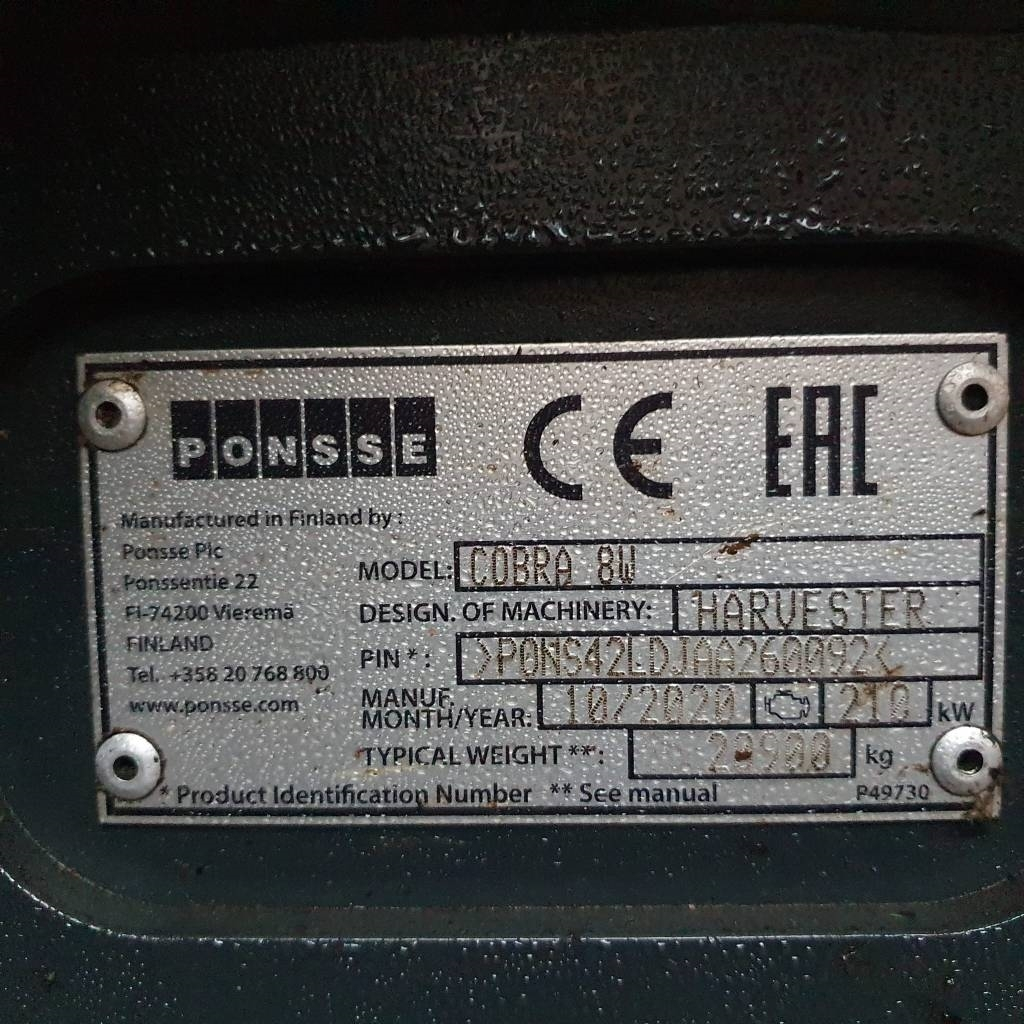 PONSSE CE EAC
Manufactured in Finland by :
Ponsse Plc
Ponssentie 22
FI-74200 Vieremä
FINLAND
Tel. +358 20 768 800
www.ponsse.com
MODEL: COBRA 8W
DESIGN. OF MACHINERY: HARVESTER
PIN * : >PONS42LDJAA260092<
MANUF. MONTH/YEAR: 10/2020 210 kW
TYPICAL WEIGHT ** : kg
* Product Identification Number ** See manual P49730